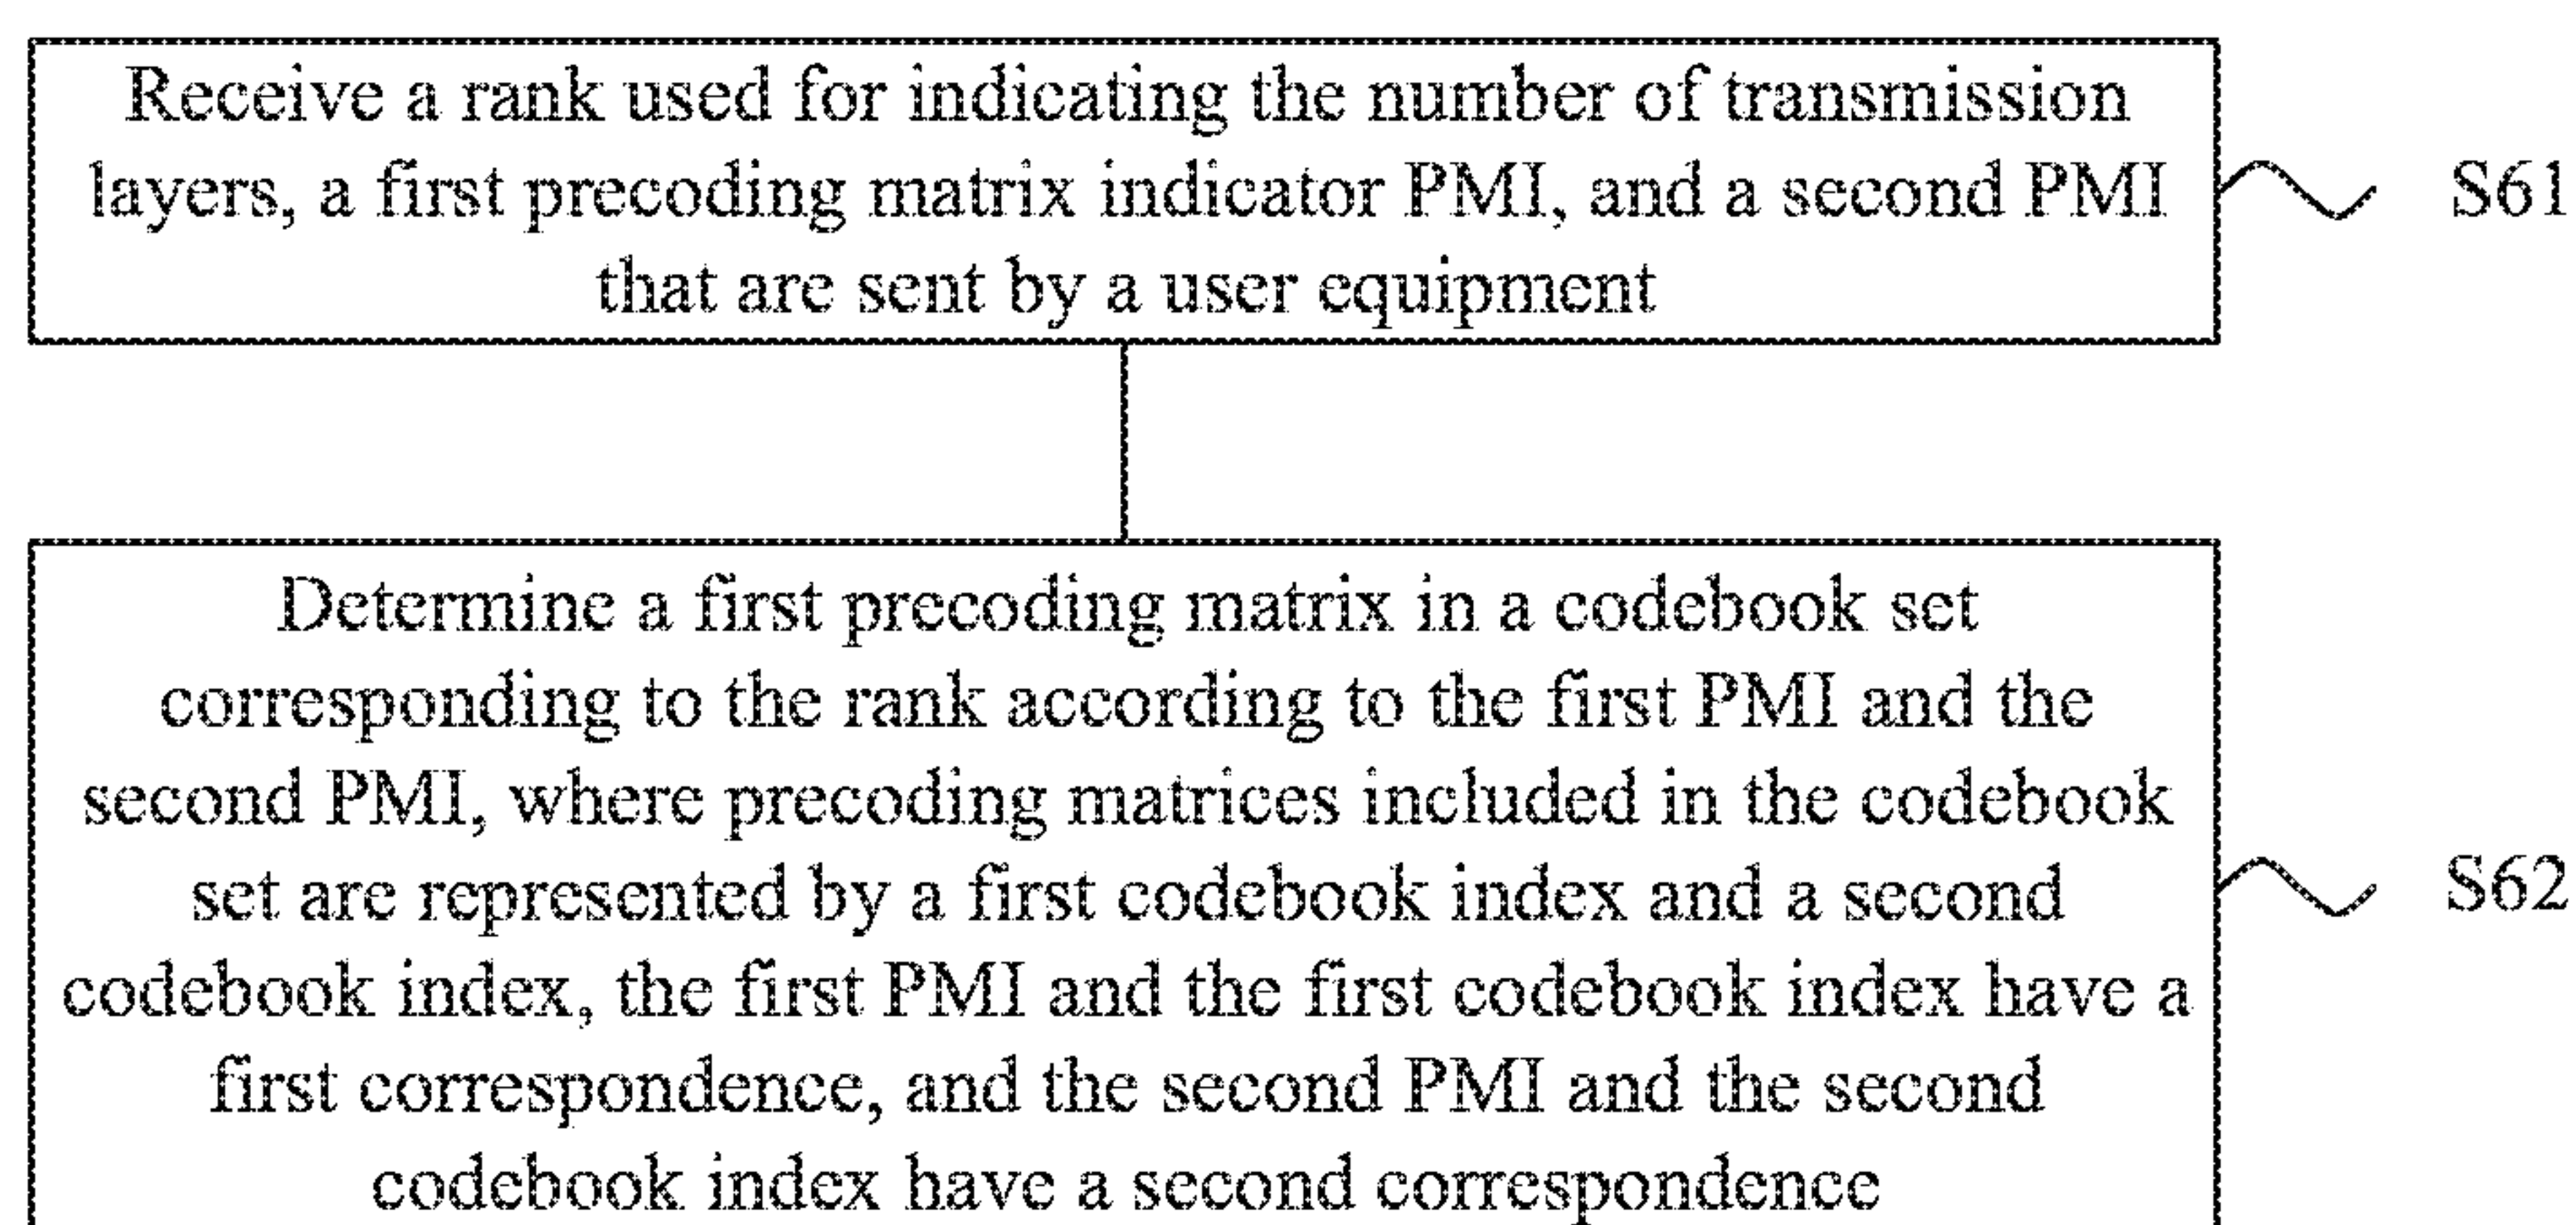 Receive a rank used for indicating the number of transmission
layers, a first precoding matrix indicator PMI, and a second PMI
that are sent by a user equipment
S61
Determine a first precoding matrix in a codebook set
corresponding to the rank according to the first PMI and the
second PMI, where precoding matrices included in the codebook
set are represented by a first codebook index and a second
codebook index, the first PMI and the first codebook index have a
first correspondence, and the second PMI and the second
codebook index have a second correspondence
S62